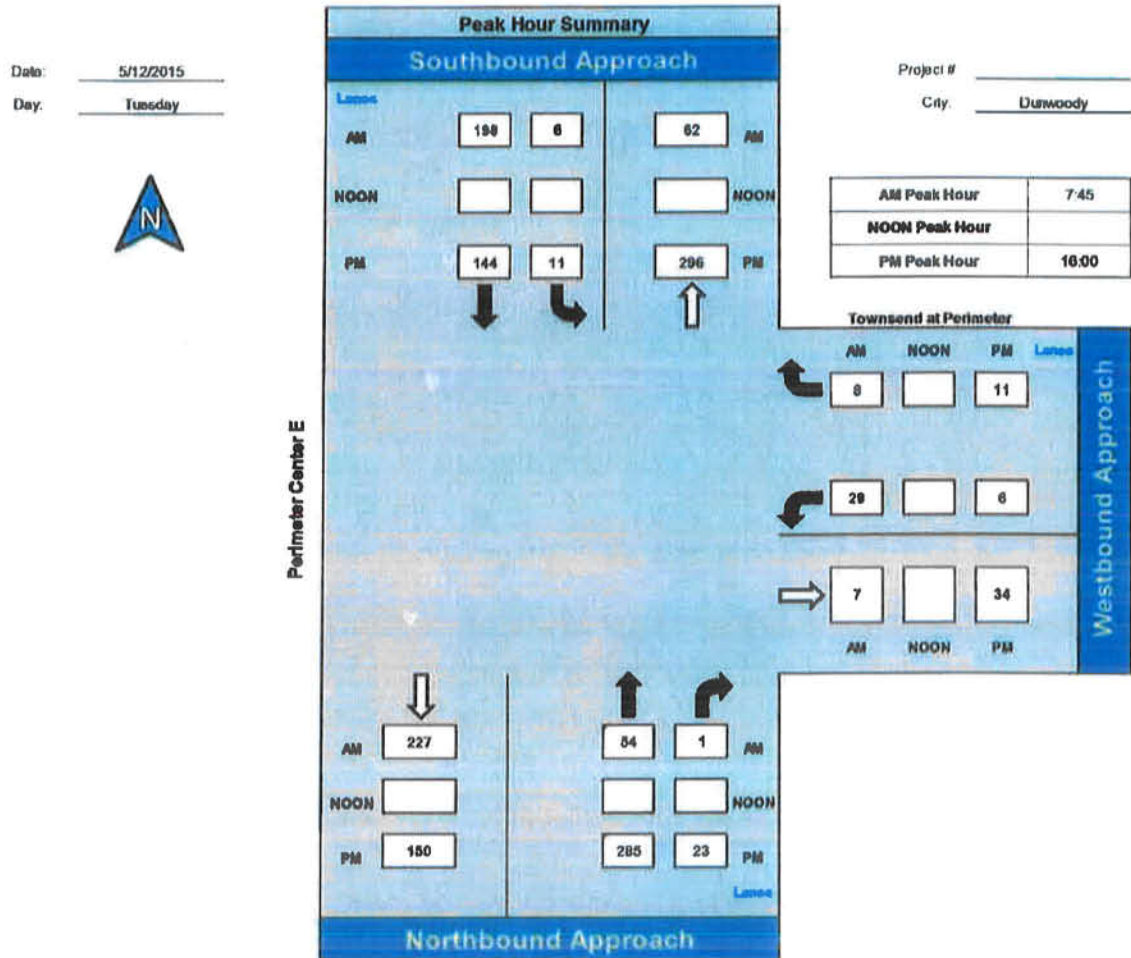 Peak Hour Summary
Southbound Approach
Date: 5/12/2015
Day: Tuesday
Project #
City: Dunwoody
N
Lanes
AM 198 6 62 AM
NOON NOON
PM 144 11 296 PM
AM Peak Hour 7:45
NOON Peak Hour
PM Peak Hour 16:00
Townsend at Perimeter
AM NOON PM Lanes
8 11
29 6
7 34
AM NOON PM
Westbound Approach
Perimeter Center E
AM 227 54 1 AM
NOON NOON
PM 150 285 23 PM
Lanes
Northbound Approach